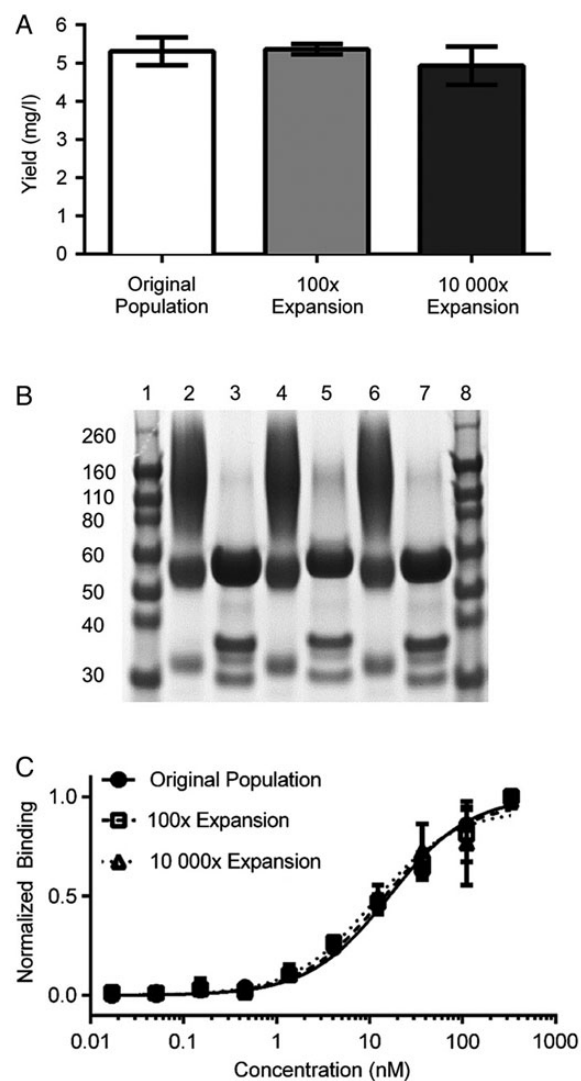 A
6
5
4
3
2
1
0
Yield (mg/l)
Original
Population
100x
Expansion
10 000x
Expansion
B
1 2 3 4 5 6 7 8
260
160
110
80
60
50
40
30
C
Original Population
100x Expansion
10 000x Expansion
1.0
0.5
0.0
Normalized Binding
0.01 0.1 1 10 100 1000
Concentration (nM)